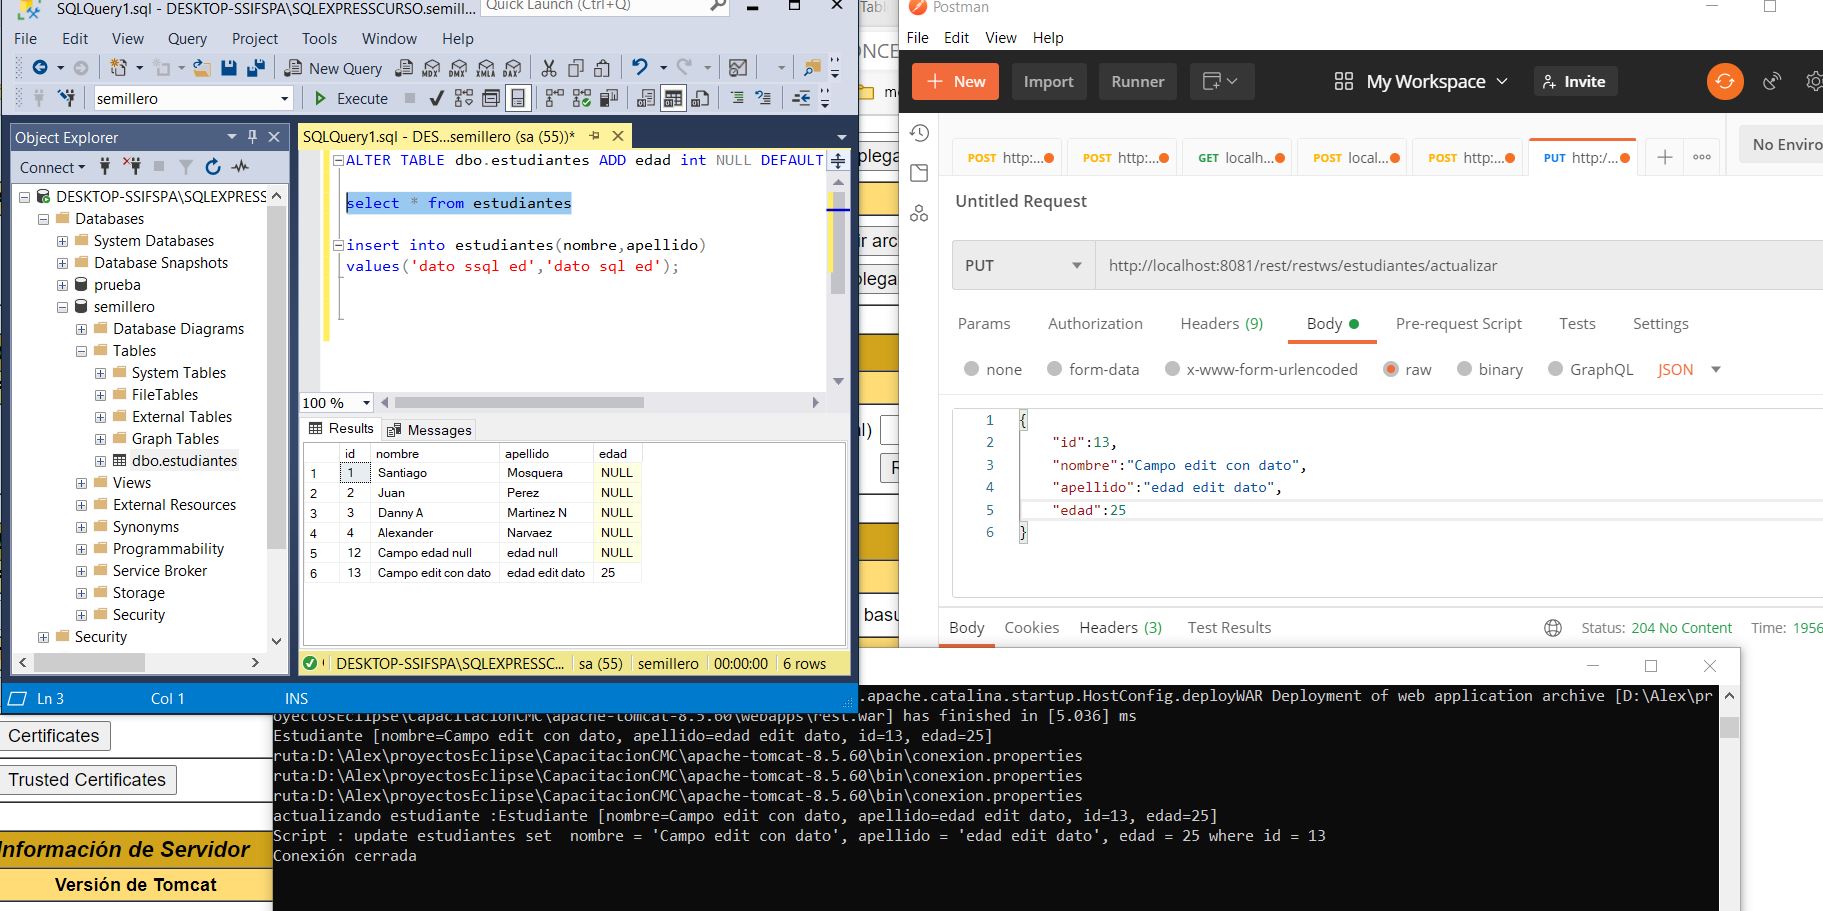 SQLQuery1.sql - DESKTOP-SSIFSPA\SQLEXPRESSCURSO.semill...
Quick Launch (Ctrl+Q)
File Edit View Query Project Tools Window Help
New Query
MDX DMX XMLA DAX
semillero
Execute
Object Explorer
Connect
DESKTOP-SSIFSPA\SQLEXPRESS
Databases
System Databases
Database Snapshots
prueba
semillero
Database Diagrams
Tables
System Tables
FileTables
External Tables
Graph Tables
dbo.estudiantes
Views
External Resources
Synonyms
Programmability
Service Broker
Storage
Security
Security
SQLQuery1.sql - DES...semillero (sa (55))*
ALTER TABLE dbo.estudiantes ADD edad int NULL DEFAULT
select * from estudiantes
insert into estudiantes(nombre,apellido)
values('dato ssql ed','dato sql ed');
100 %
Results Messages
id nombre apellido edad
1 1 Santiago Mosquera NULL
2 2 Juan Perez NULL
3 3 Danny A Martinez N NULL
4 4 Alexander Narvaez NULL
5 12 Campo edad null edad null NULL
6 13 Campo edit con dato edad edit dato 25
DESKTOP-SSIFSPA\SQLEXPRESSC... sa (55) semillero 00:00:00 6 rows
Ln 3 Col 1 INS
Tabl
ONCE
me
plega
ir arc
plega
l)
R
basu
Postman
File Edit View Help
New Import Runner My Workspace Invite
POST http:... POST http:... GET localh... POST local... POST http:... PUT http:/...
No Enviro
Untitled Request
PUT http://localhost:8081/rest/restws/estudiantes/actualizar
Params Authorization Headers (9) Body Pre-request Script Tests Settings
none form-data x-www-form-urlencoded raw binary GraphQL JSON
1 {
2 "id":13,
3 "nombre":"Campo edit con dato",
4 "apellido":"edad edit dato",
5 "edad":25
6 }
Body Cookies Headers (3) Test Results Status: 204 No Content Time: 1956
.apache.catalina.startup.HostConfig.deployWAR Deployment of web application archive [D:\Alex\pr
oyectosEclipse\CapacitacionCMC\apache-tomcat-8.5.60\webapps\rest.war] has finished in [5.036] ms
Estudiante [nombre=Campo edit con dato, apellido=edad edit dato, id=13, edad=25]
ruta:D:\Alex\proyectosEclipse\CapacitacionCMC\apache-tomcat-8.5.60\bin\conexion.properties
ruta:D:\Alex\proyectosEclipse\CapacitacionCMC\apache-tomcat-8.5.60\bin\conexion.properties
ruta:D:\Alex\proyectosEclipse\CapacitacionCMC\apache-tomcat-8.5.60\bin\conexion.properties
actualizando estudiante :Estudiante [nombre=Campo edit con dato, apellido=edad edit dato, id=13, edad=25]
Script : update estudiantes set  nombre = 'Campo edit con dato', apellido = 'edad edit dato', edad = 25 where id = 13
Conexión cerrada
Certificates
Trusted Certificates
Información de Servidor
Versión de Tomcat